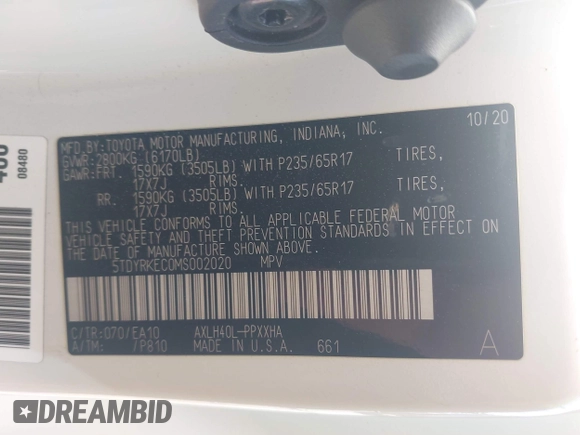 08480
MFD.BY:TOYOTA MOTOR MANUFACTURING, INDIANA, INC. 10/20
GVWR:2800KG (6170LB)
GAWR:FRT. 1590KG (3505LB) WITH P235/65R17 TIRES,
17X7J RIMS.
RR. 1590KG (3505LB) WITH P235/65R17 TIRES,
17X7J RIMS.
THIS VEHICLE CONFORMS TO ALL APPLICABLE FEDERAL MOTOR
VEHICLE SAFETY AND THEFT PREVENTION STANDARDS IN EFFECT ON
THE DATE OF MANUFACTURE SHOWN ABOVE.
5TDYRKEC0MS002020 MPV
C/TR:070/EA10 AXLH40L-PPXXHA
A/TM: /P810 MADE IN U.S.A. 661 A
DREAMBID